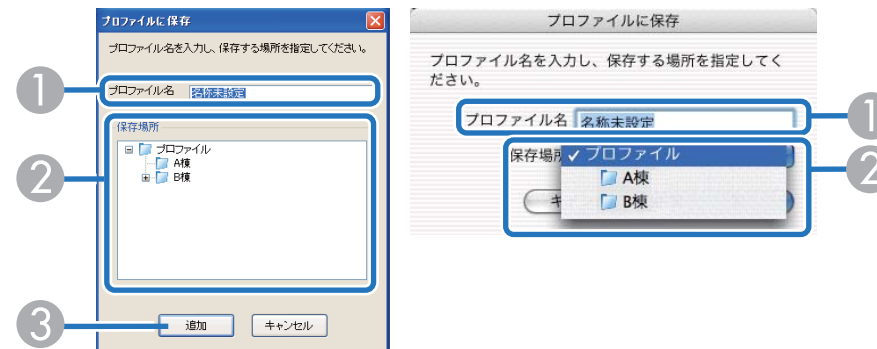 プロファイルに保存
プロファイル名を入力し、保存する場所を指定してください。
1
プロファイル名 名称未設定
保存場所
プロファイル
A棟
B棟
2
3
追加 キャンセル
プロファイルに保存
プロファイル名を入力し、保存する場所を指定してく
ださい。
プロファイル名 名称未設定
1
保存場所 ✓ プロファイル
A棟
B棟
2
キ